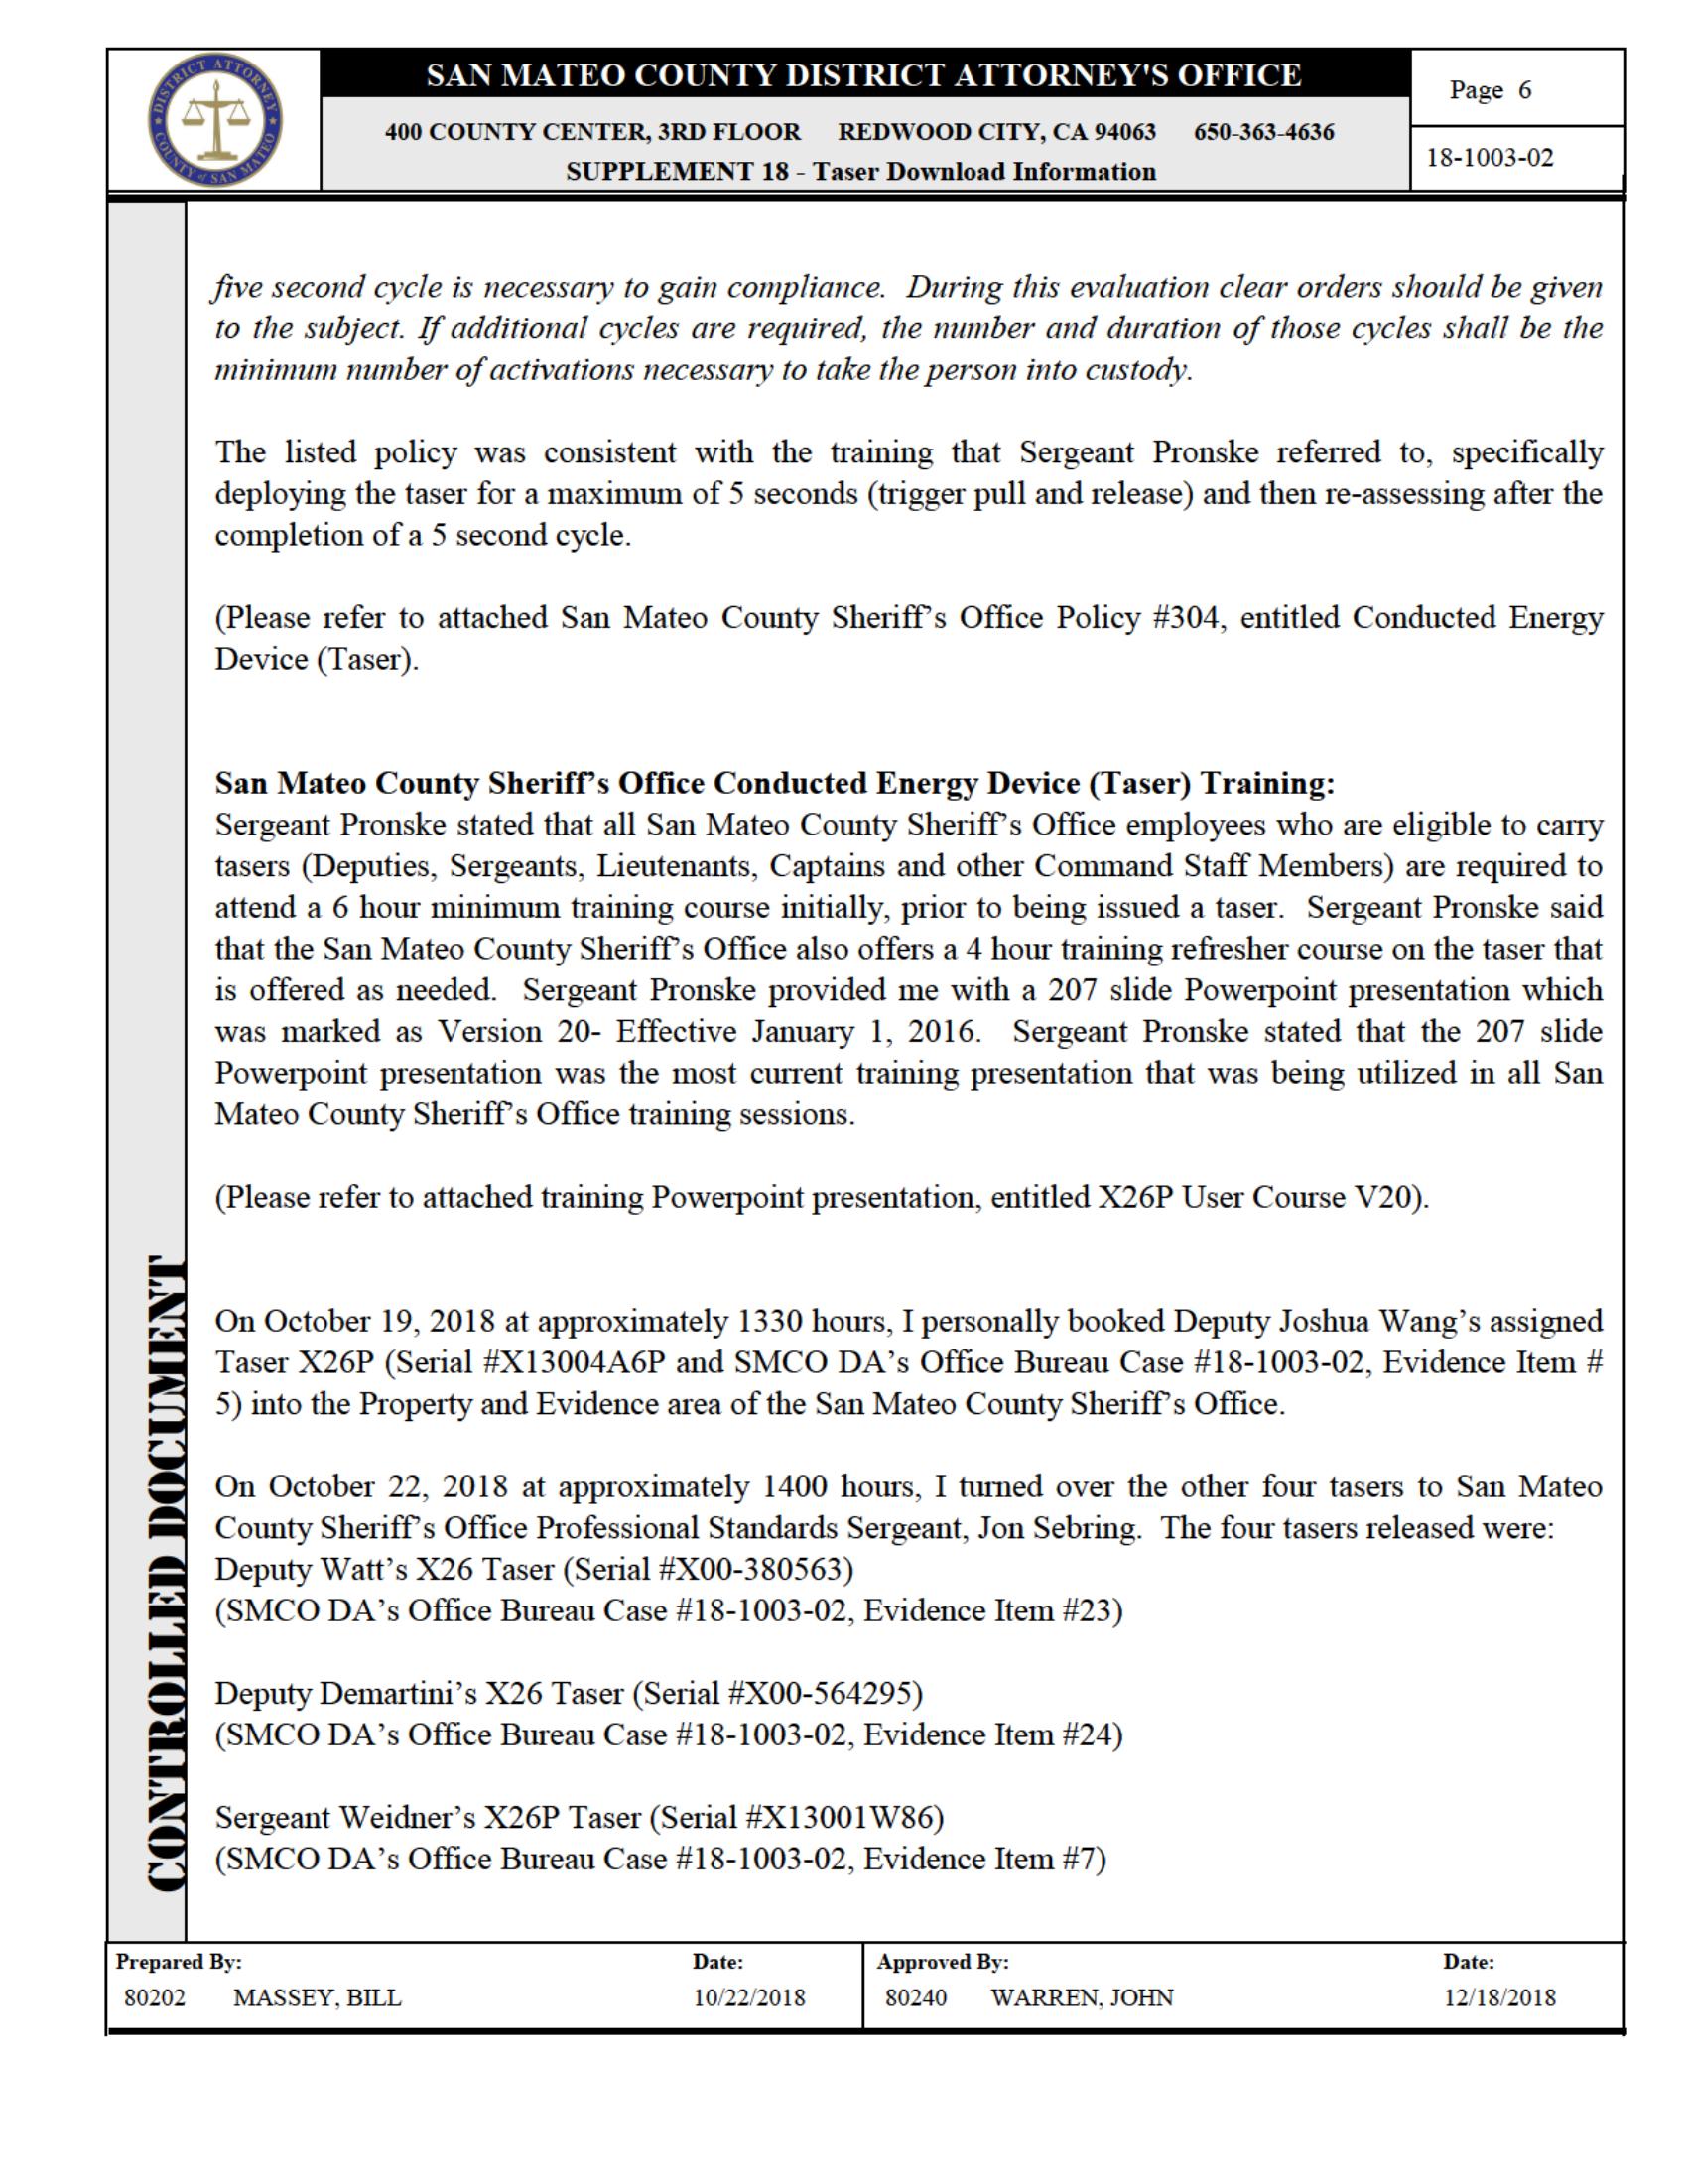 DISTRICT ATTORNEY
COUNTY of SAN MATEO
SAN MATEO COUNTY DISTRICT ATTORNEY'S OFFICE
400 COUNTY CENTER, 3RD FLOOR REDWOOD CITY, CA 94063 650-363-4636
SUPPLEMENT 18 - Taser Download Information
Page 6
18-1003-02
five second cycle is necessary to gain compliance. During this evaluation clear orders should be given
to the subject. If additional cycles are required, the number and duration of those cycles shall be the
minimum number of activations necessary to take the person into custody.
The listed policy was consistent with the training that Sergeant Pronske referred to, specifically
deploying the taser for a maximum of 5 seconds (trigger pull and release) and then re-assessing after the
completion of a 5 second cycle.
(Please refer to attached San Mateo County Sheriff's Office Policy #304, entitled Conducted Energy
Device (Taser).
San Mateo County Sheriff's Office Conducted Energy Device (Taser) Training:
Sergeant Pronske stated that all San Mateo County Sheriff's Office employees who are eligible to carry
tasers (Deputies, Sergeants, Lieutenants, Captains and other Command Staff Members) are required to
attend a 6 hour minimum training course initially, prior to being issued a taser. Sergeant Pronske said
that the San Mateo County Sheriff's Office also offers a 4 hour training refresher course on the taser that
is offered as needed. Sergeant Pronske provided me with a 207 slide Powerpoint presentation which
was marked as Version 20- Effective January 1, 2016. Sergeant Pronske stated that the 207 slide
Powerpoint presentation was the most current training presentation that was being utilized in all San
Mateo County Sheriff's Office training sessions.
(Please refer to attached training Powerpoint presentation, entitled X26P User Course V20).
On October 19, 2018 at approximately 1330 hours, I personally booked Deputy Joshua Wang's assigned
Taser X26P (Serial #X13004A6P and SMCO DA's Office Bureau Case #18-1003-02, Evidence Item #
5) into the Property and Evidence area of the San Mateo County Sheriff's Office.
On October 22, 2018 at approximately 1400 hours, I turned over the other four tasers to San Mateo
County Sheriff's Office Professional Standards Sergeant, Jon Sebring. The four tasers released were:
Deputy Watt's X26 Taser (Serial #X00-380563)
(SMCO DA's Office Bureau Case #18-1003-02, Evidence Item #23)
Deputy Demartini's X26 Taser (Serial #X00-564295)
(SMCO DA's Office Bureau Case #18-1003-02, Evidence Item #24)
Sergeant Weidner's X26P Taser (Serial #X13001W86)
(SMCO DA's Office Bureau Case #18-1003-02, Evidence Item #7)
CONTROLLED DOCUMENT
Prepared By: Date: Approved By: Date:
80202 MASSEY, BILL 10/22/2018 80240 WARREN, JOHN 12/18/2018